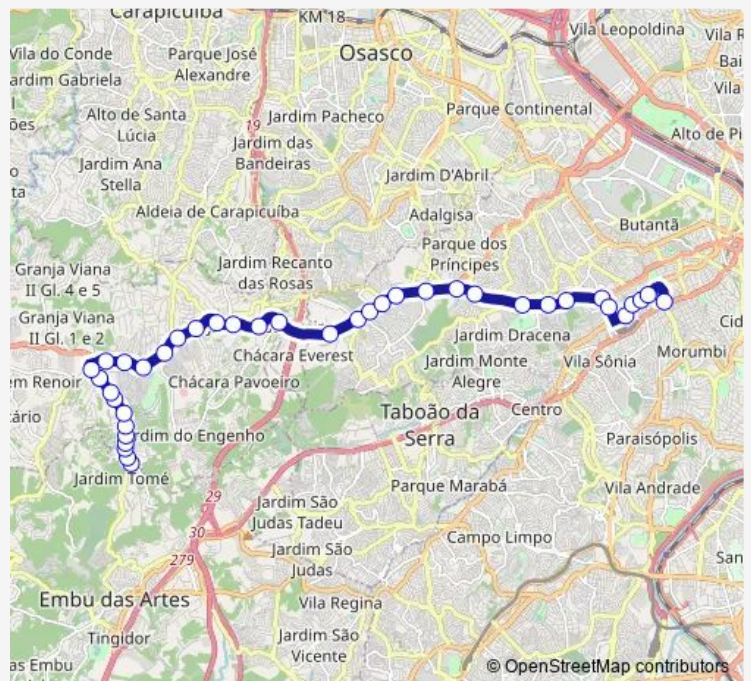 Carapicuíba
KM 18
Vila Leopoldina
Vila do Conde
Parque José
Alexandre
Osasco
Vila R
Bai
Vila
ardim Gabriela
ões
Alto de Santa
Lúcia
19
Jardim Pacheco
Parque Continental
Jardim das
Bandeiras
Alto de Pi
Jardim Ana
Stella
ta
Jardim D'Abril
Aldeia de Carapicuíba
Adalgisa
Butantã
Parque dos
Príncipes
Granja Viana
II Gl. 4 e 5
Jardim Recanto
das Rosas
Granja Viana
II Gl. 1 e 2
Cid
Jardim Dracena
Chácara Everest
Morumbi
em Renoir
Chácara Pavoeiro
Jardim Monte
Alegre
Vila Sônia
ário
Taboão da
Serra
Centro
rdim do Engenho
Paraisópolis
Jardim Tomé
Parque Marabá
Vila Andrade
29
Jardim São
Judas Tadeu
30
279
Campo Limpo
Jardim São
Judas
San
Embu das Artes
Vila Regina
Tingidor
Jardim São
Vicente
as Embu
© OpenStreetMap contributors